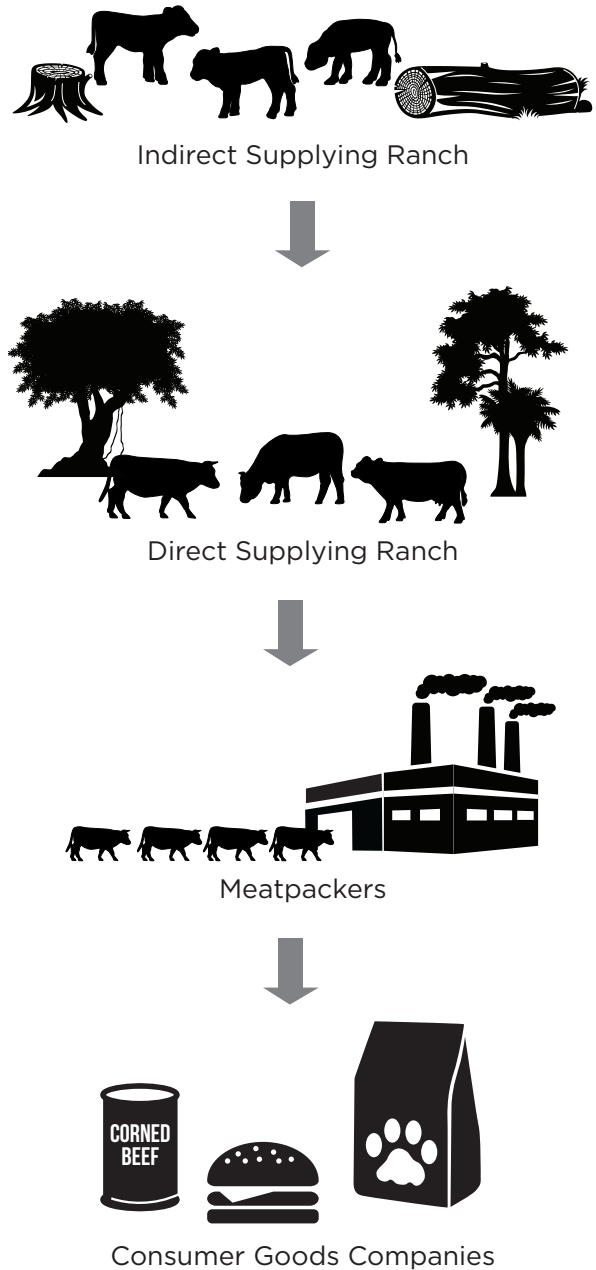 Indirect Supplying Ranch
Direct Supplying Ranch
Meatpackers
CORNED
BEEF
Consumer Goods Companies